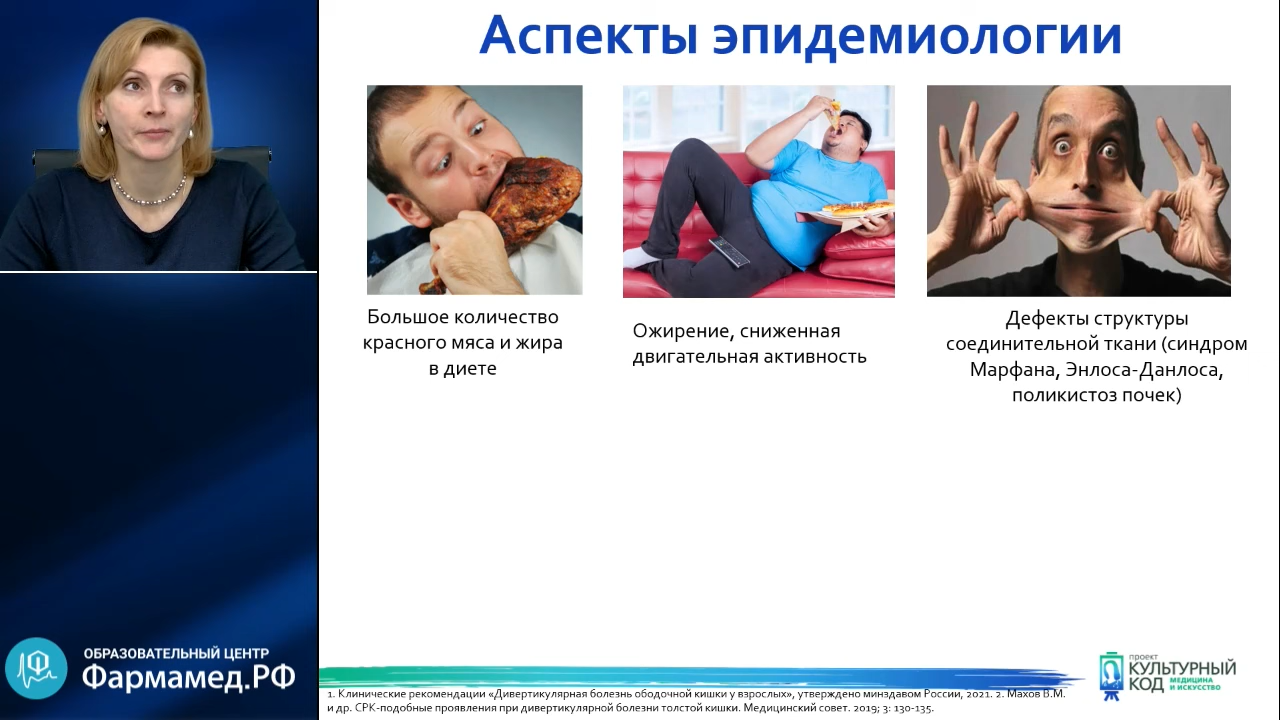 Аспекты эпидемиологии
Большое количество
красного мяса и жира
в диете
Ожирение, сниженная
двигательная активность
Дефекты структуры
соединительной ткани (синдром
Марфана, Энлоса-Данлоса,
поликистоз почек)
ОБРАЗОВАТЕЛЬНЫЙ ЦЕНТР
Фармамед.РФ
проект
КУЛЬТУРНЫЙ
КОД МЕДИЦИНА
И ИСКУССТВО
1. Клинические рекомендации «Дивертикулярная болезнь ободочной кишки у взрослых», утверждено минздавом России, 2021. 2. Махов В.М.
и др. СРК-подобные проявления при дивертикулярной болезни толстой кишки. Медицинский совет. 2019; 3: 130-135.